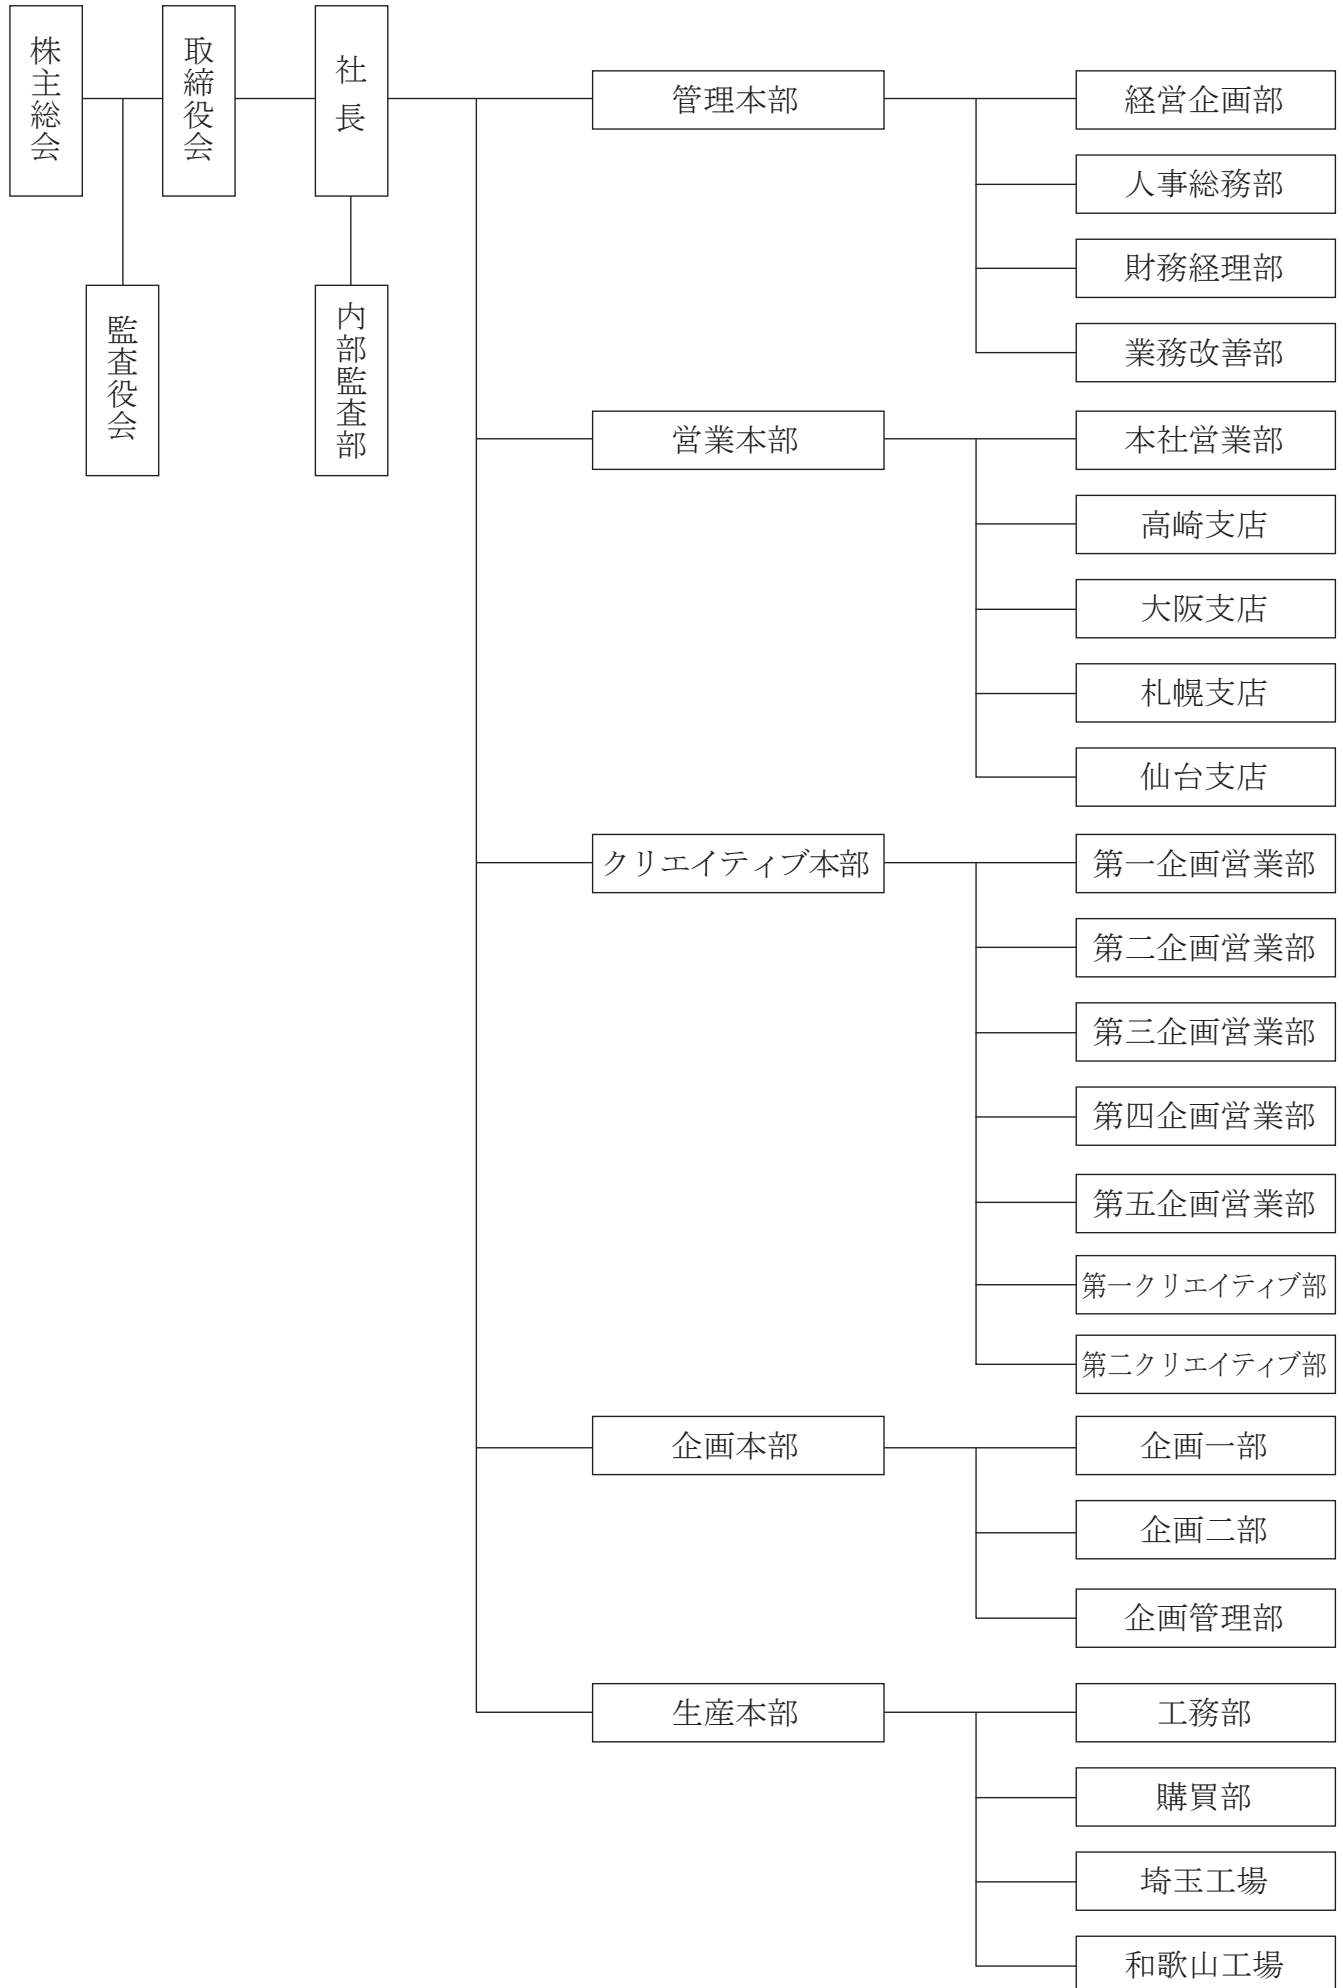 株主総会
取締役会
社長
監査役会
内部監査部
管理本部
経営企画部
人事総務部
財務経理部
業務改善部
営業本部
本社営業部
高崎支店
大阪支店
札幌支店
仙台支店
クリエイティブ本部
第一企画営業部
第二企画営業部
第三企画営業部
第四企画営業部
第五企画営業部
第一クリエイティブ部
第二クリエイティブ部
企画本部
企画一部
企画二部
企画管理部
生産本部
工務部
購買部
埼玉工場
和歌山工場